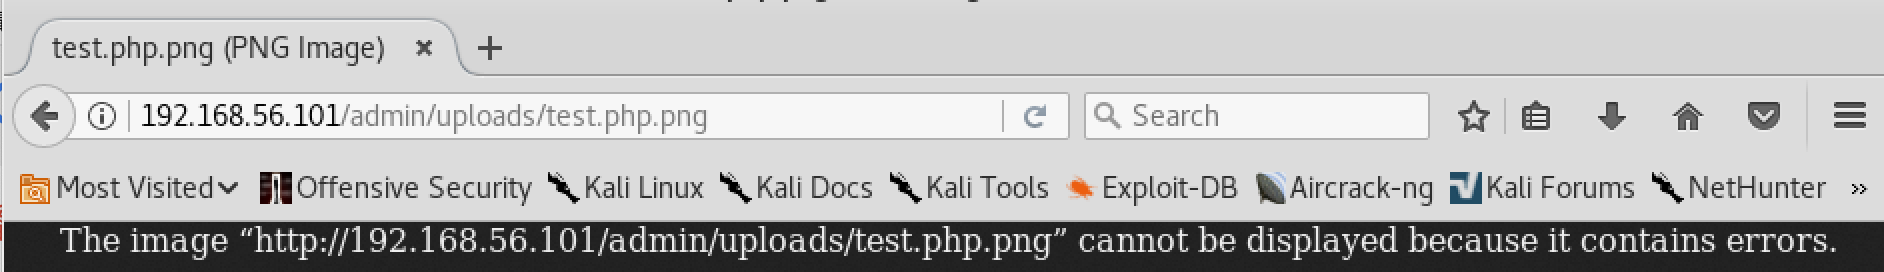 test.php.png (PNG Image)
192.168.56.101/admin/uploads/test.php.png
Search
Most Visited Offensive Security Kali Linux Kali Docs Kali Tools Exploit-DB Aircrack-ng Kali Forums NetHunter »
The image “http://192.168.56.101/admin/uploads/test.php.png” cannot be displayed because it contains errors.